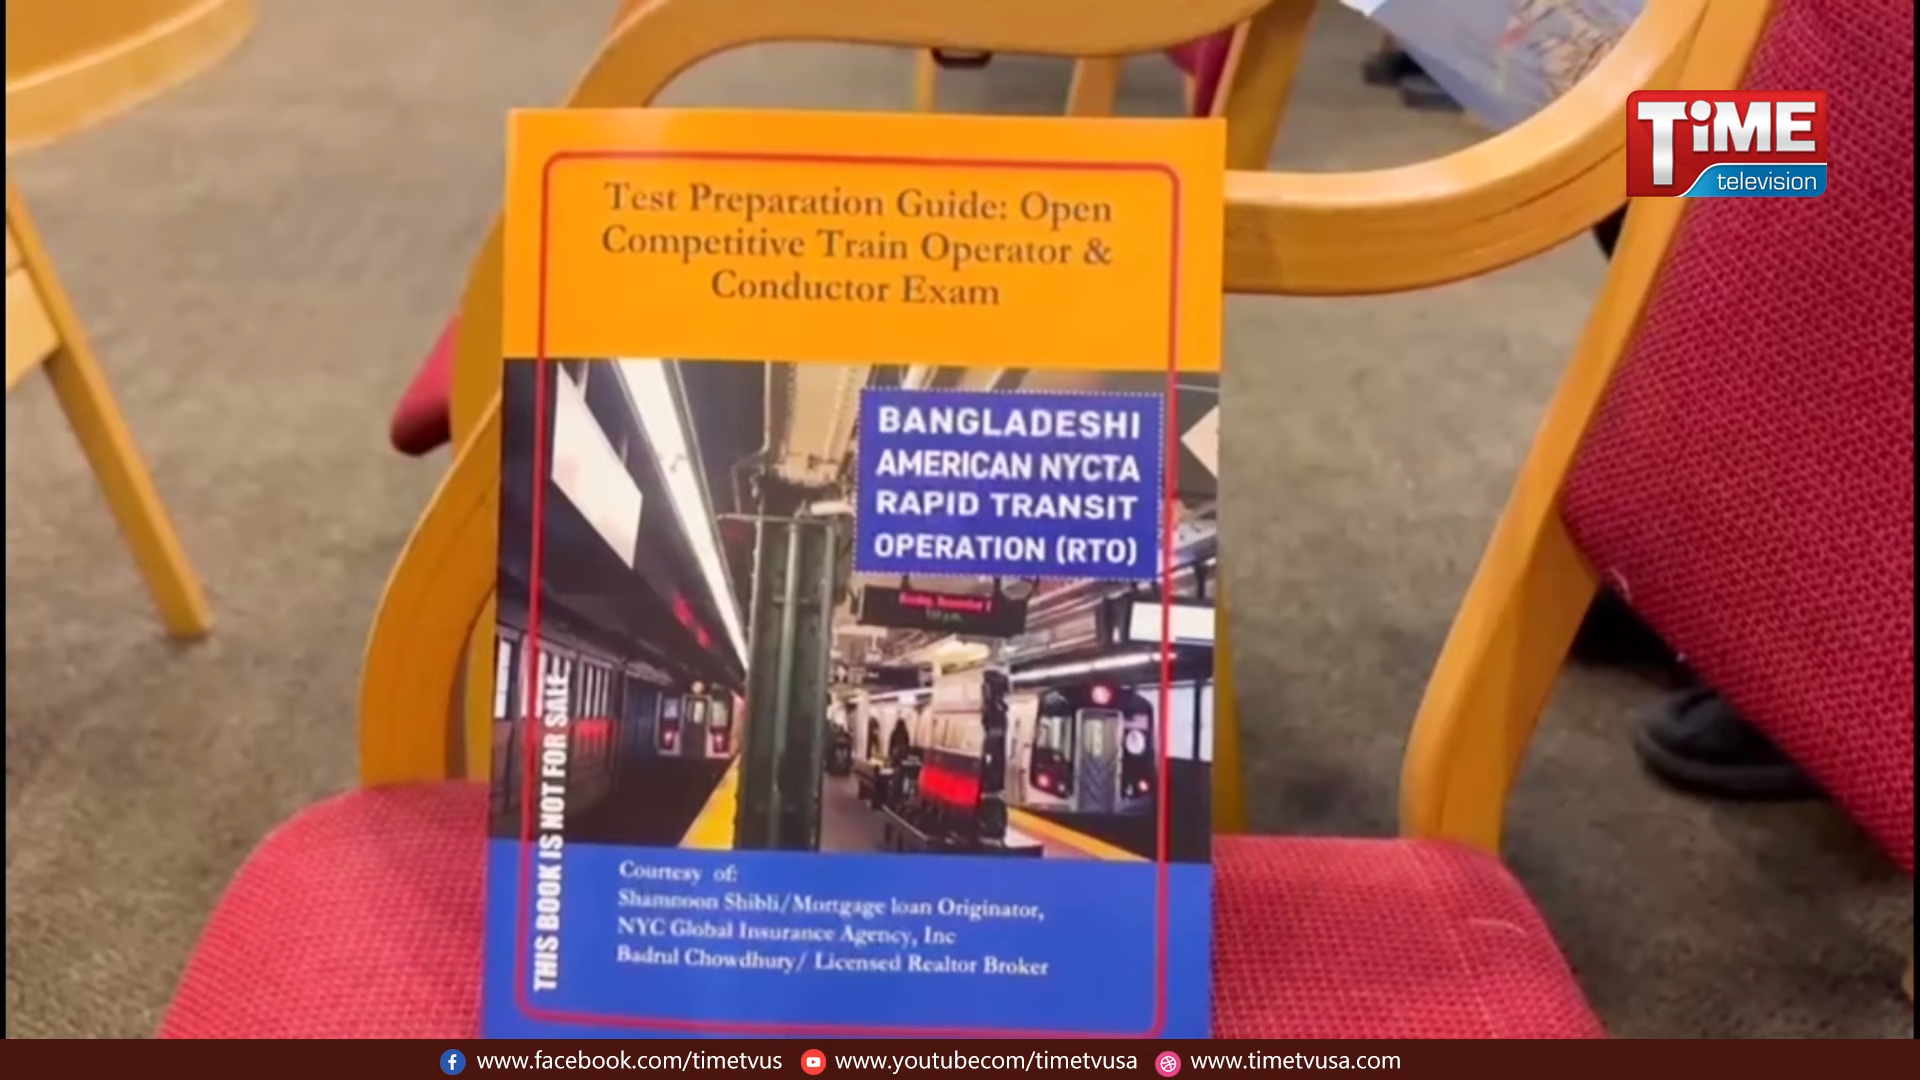 TiME
television
Test Preparation Guide: Open
Competitive Train Operator &
Conductor Exam
BANGLADESHI
AMERICAN NYCTA
RAPID TRANSIT
OPERATION (RTO)
THIS BOOK IS NOT FOR SALE
Courtesy of:
Shamnoon Shibli/Mortgage loan Originator,
NYC Global Insurance Agency, Inc
Badrul Chowdhury/ Licensed Realtor Broker
www.facebook.com/timetvus www.youtubecom/timetvusa www.timetvusa.com